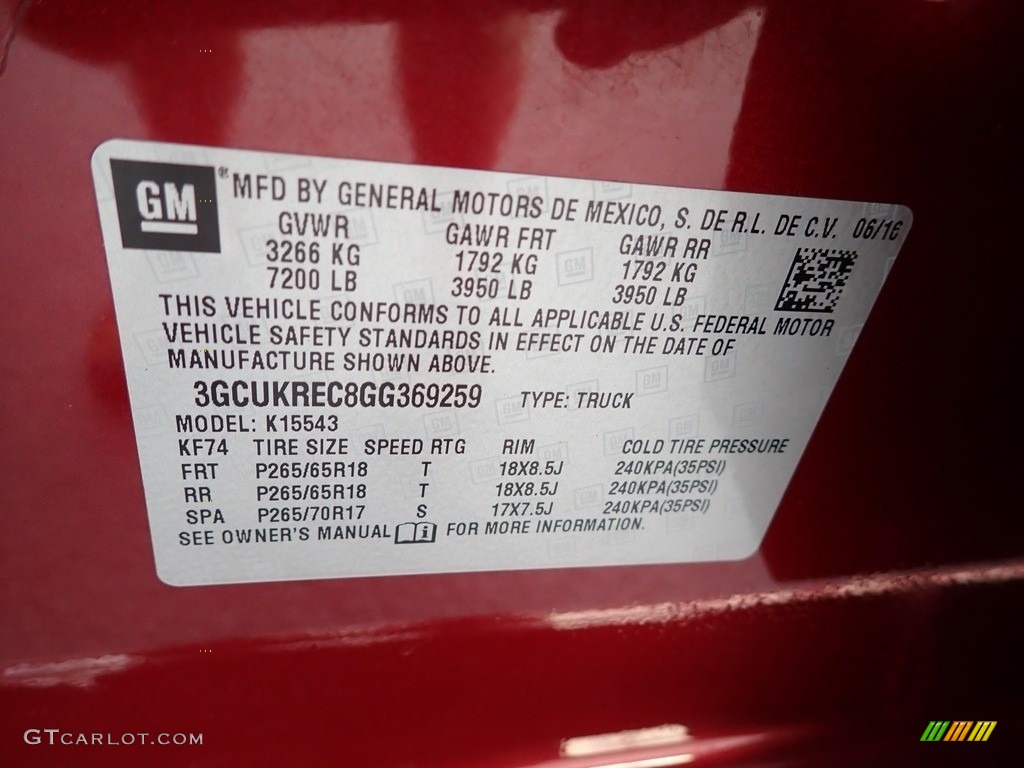 GM ® MFD BY GENERAL MOTORS DE MEXICO, S. DE R.L. DE C.V. 06/16
GVWR GAWR FRT GAWR RR
3266 KG 1792 KG 1792 KG
7200 LB 3950 LB 3950 LB
THIS VEHICLE CONFORMS TO ALL APPLICABLE U.S. FEDERAL MOTOR
VEHICLE SAFETY STANDARDS IN EFFECT ON THE DATE OF
MANUFACTURE SHOWN ABOVE.
3GCUKREC8GG369259 TYPE: TRUCK
MODEL: K15543
KF74 TIRE SIZE SPEED RTG RIM COLD TIRE PRESSURE
FRT P265/65R18 T 18X8.5J 240KPA(35PSI)
RR P265/65R18 T 18X8.5J 240KPA(35PSI)
SPA P265/70R17 S 17X7.5J 240KPA(35PSI)
SEE OWNER'S MANUAL i FOR MORE INFORMATION.
GTCARLOT.COM